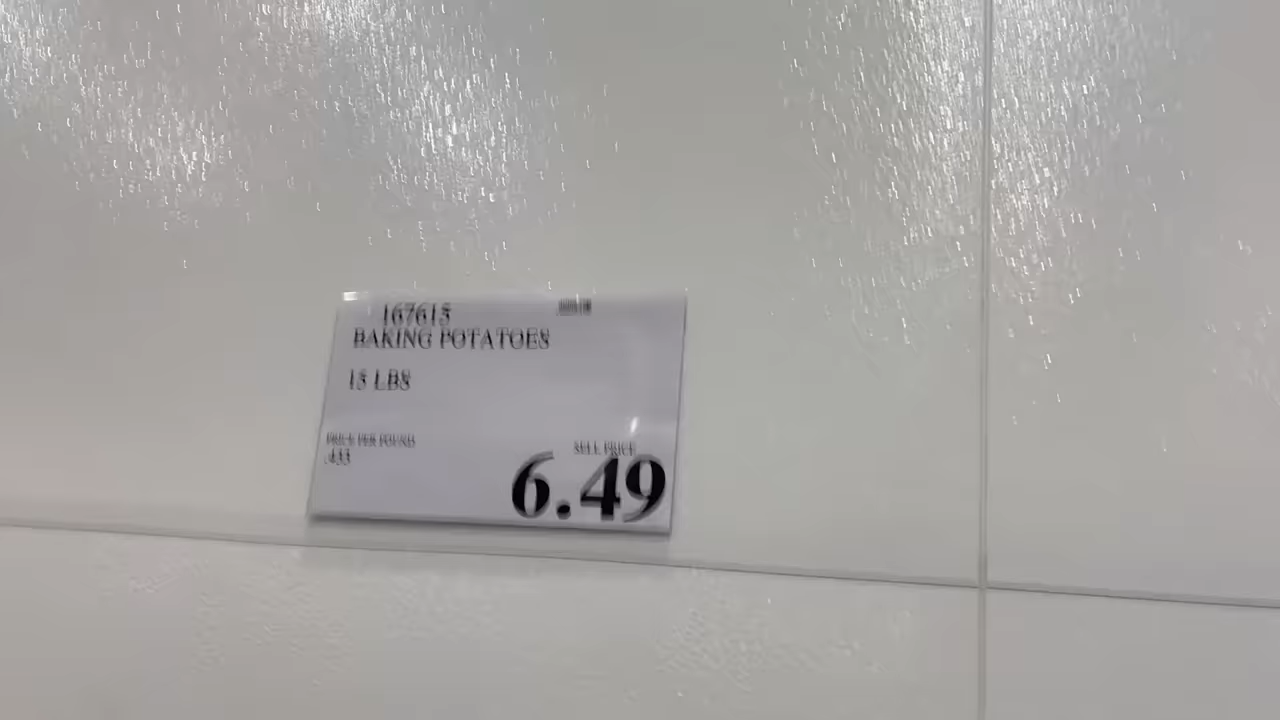 167615
BAKING POTATOES
15 LBS
PRICE PER POUND
.433
SELL PRICE
6.49